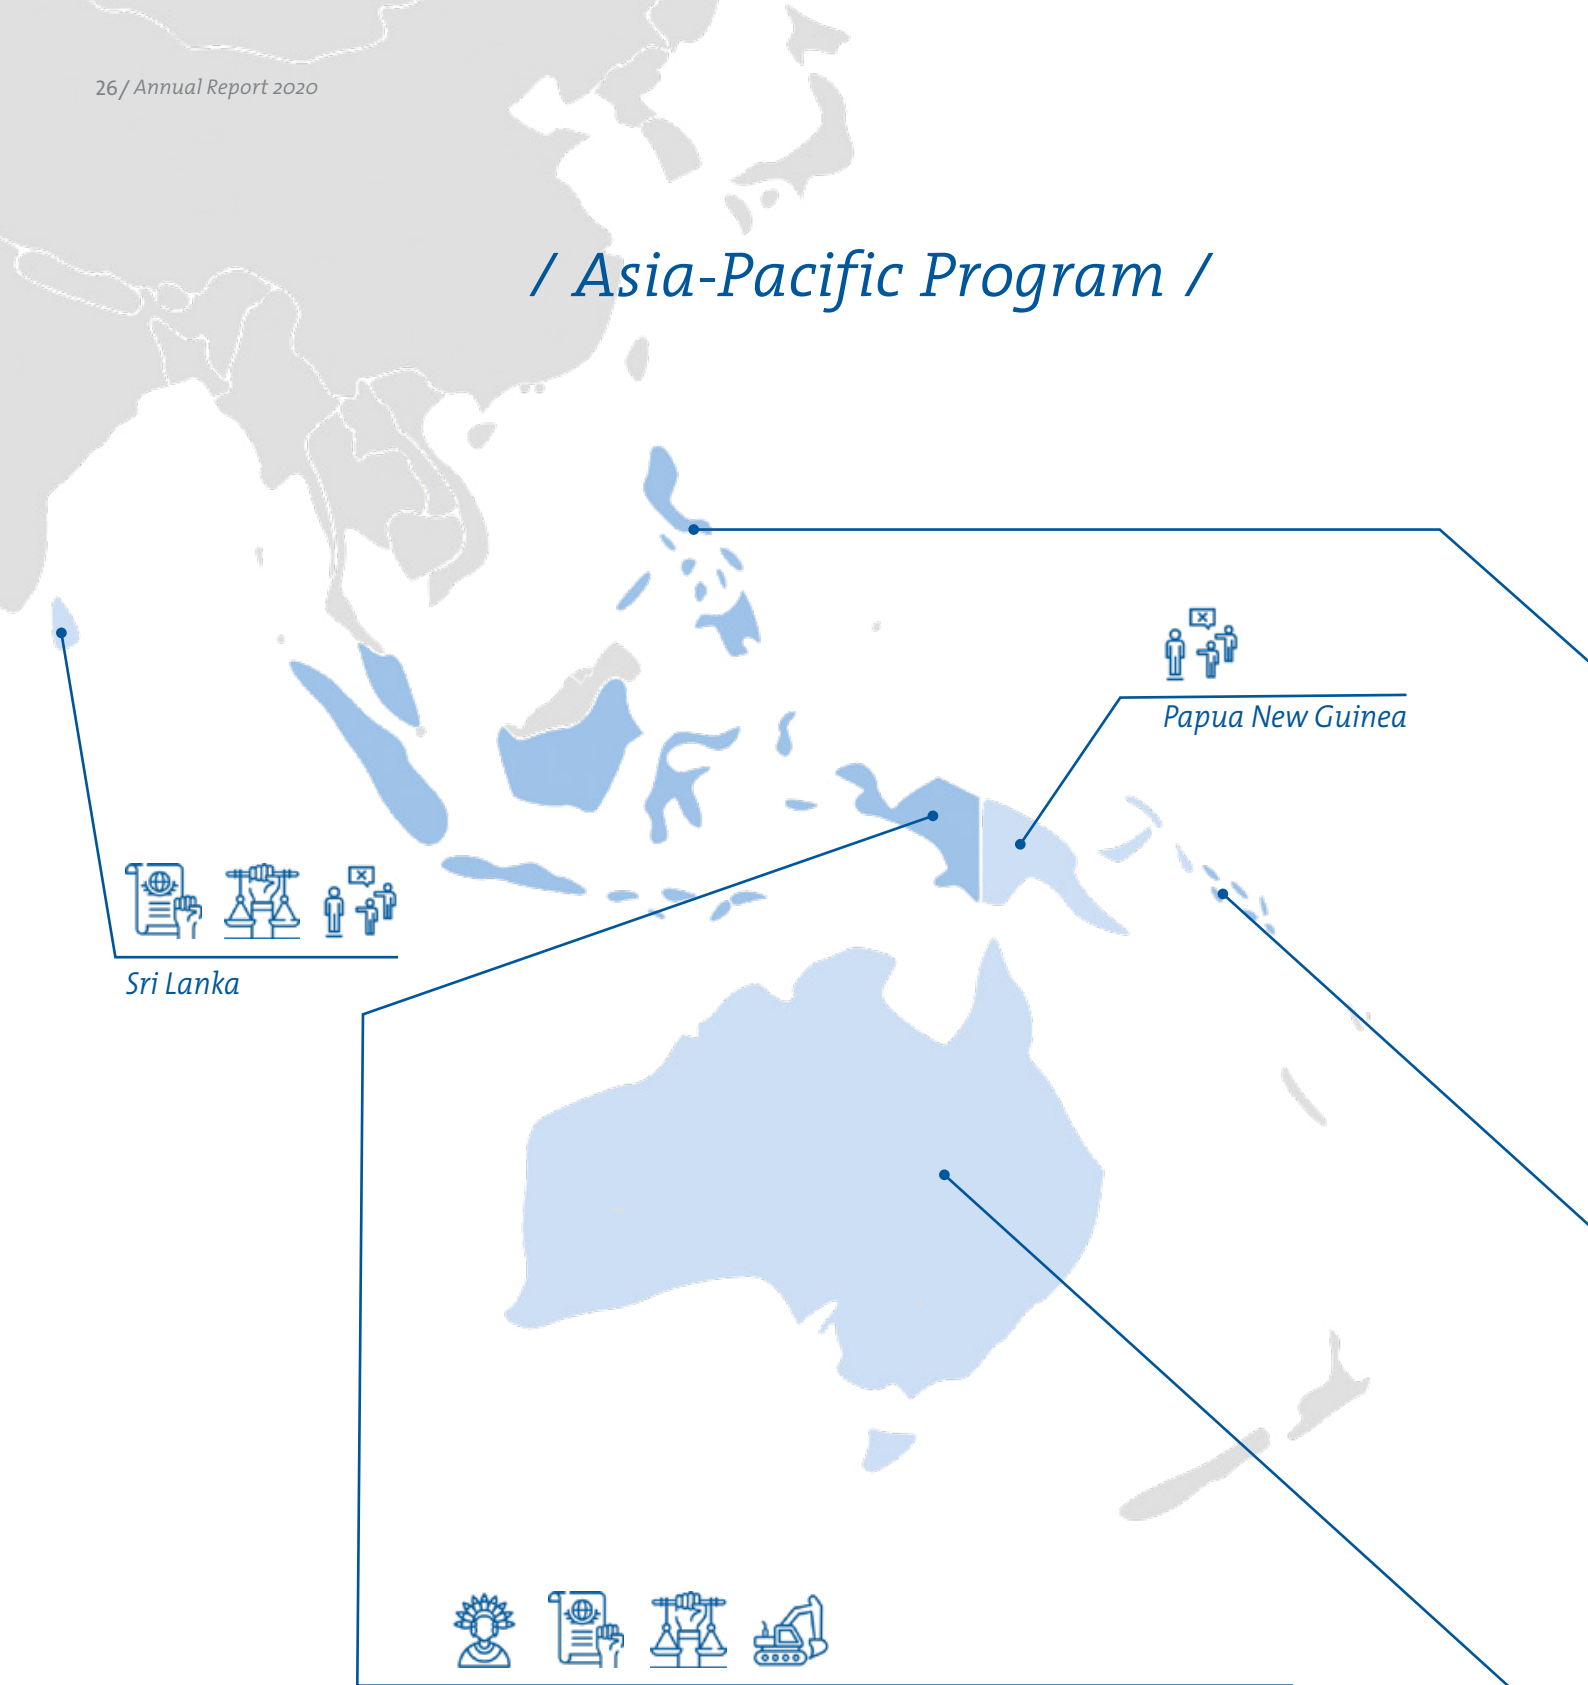 26/ Annual Report 2020
/ Asia-Pacific Program /
Papua New Guinea
Sri Lanka